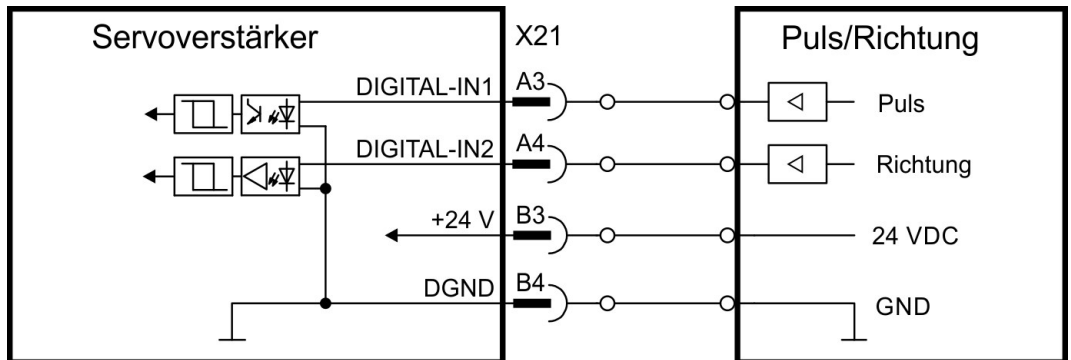 Servoverstärker X21 Puls/Richtung
DIGITAL-IN1 A3 Puls
DIGITAL-IN2 A4 Richtung
+24 V B3 24 VDC
DGND B4 GND